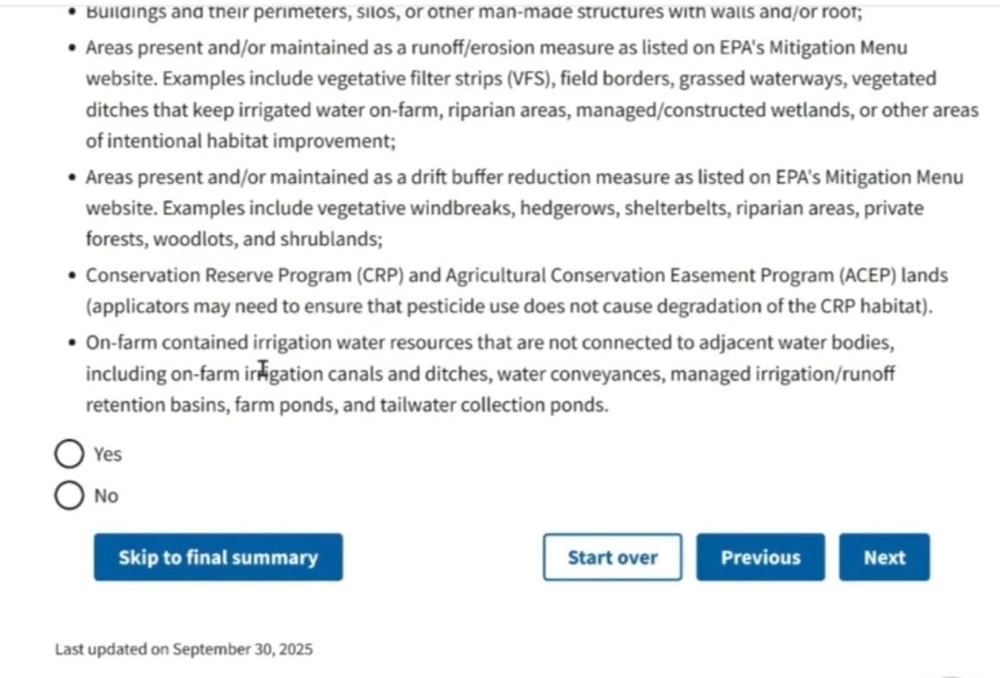 • Buildings and their perimeters, silos, or other man-made structures with walls and/or roof;
• Areas present and/or maintained as a runoff/erosion measure as listed on EPA's Mitigation Menu
website. Examples include vegetative filter strips (VFS), field borders, grassed waterways, vegetated
ditches that keep irrigated water on-farm, riparian areas, managed/constructed wetlands, or other areas
of intentional habitat improvement;
• Areas present and/or maintained as a drift buffer reduction measure as listed on EPA's Mitigation Menu
website. Examples include vegetative windbreaks, hedgerows, shelterbelts, riparian areas, private
forests, woodlots, and shrublands;
• Conservation Reserve Program (CRP) and Agricultural Conservation Easement Program (ACEP) lands
(applicators may need to ensure that pesticide use does not cause degradation of the CRP habitat).
• On-farm contained irrigation water resources that are not connected to adjacent water bodies,
including on-farm irrigation canals and ditches, water conveyances, managed irrigation/runoff
retention basins, farm ponds, and tailwater collection ponds.
Yes
No
Skip to final summary Start over Previous Next
Last updated on September 30, 2025